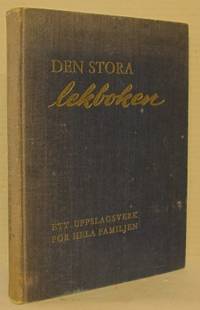 DEN STORA
lekboken
ETT UPPSLAGSVERK
FÖR HELA FAMILJEN